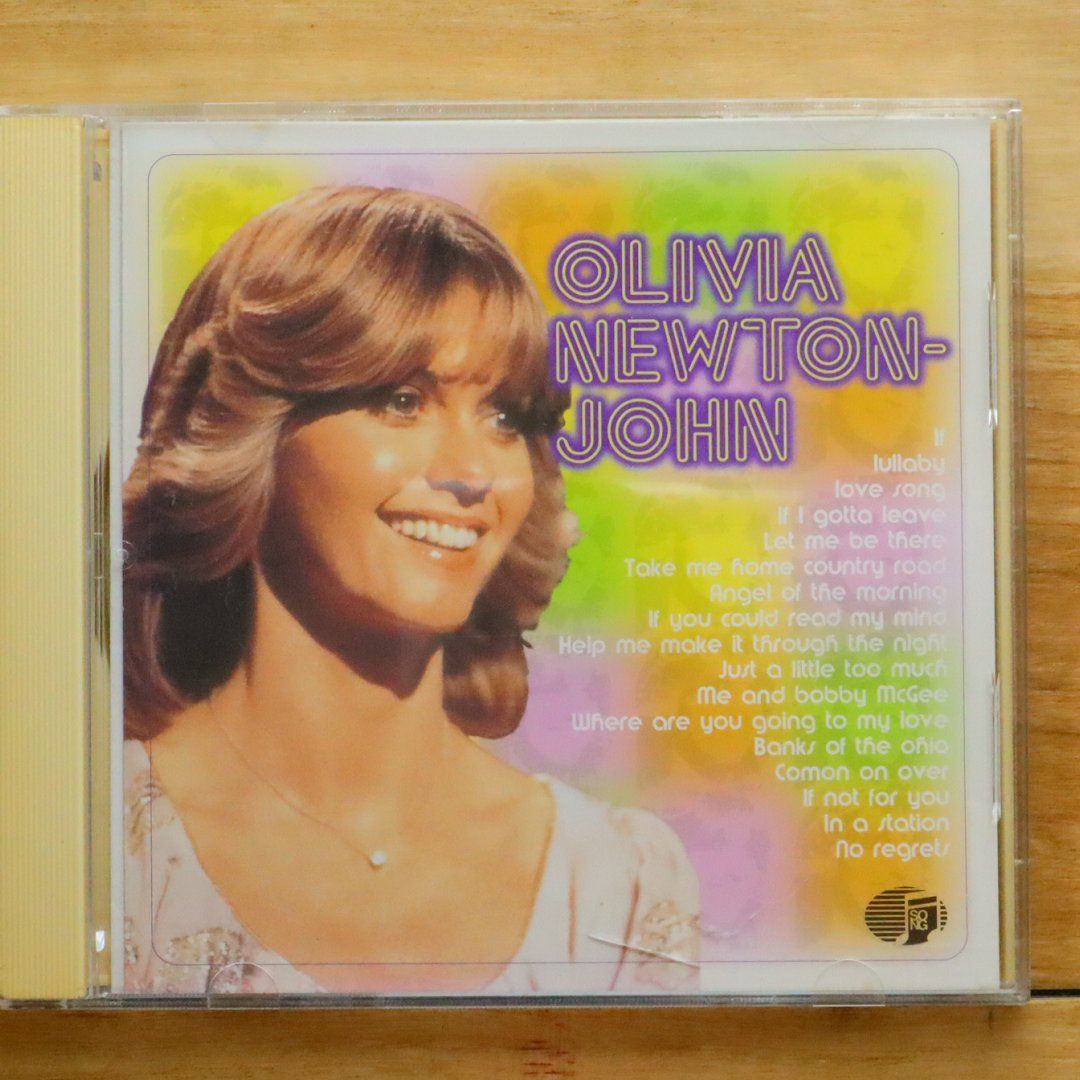 OLIVIA
NEWTON-
JOHN
If
lullaby
love song
If I gotta leave
Let me be there
Take me home country road
Angel of the morning
If you could read my mind
Help me make it through the night
Just a little too much
Me and bobby McGee
Where are you going to my love
Banks of the ohio
Comon on over
If not for you
In a station
No regrets
SO
NG